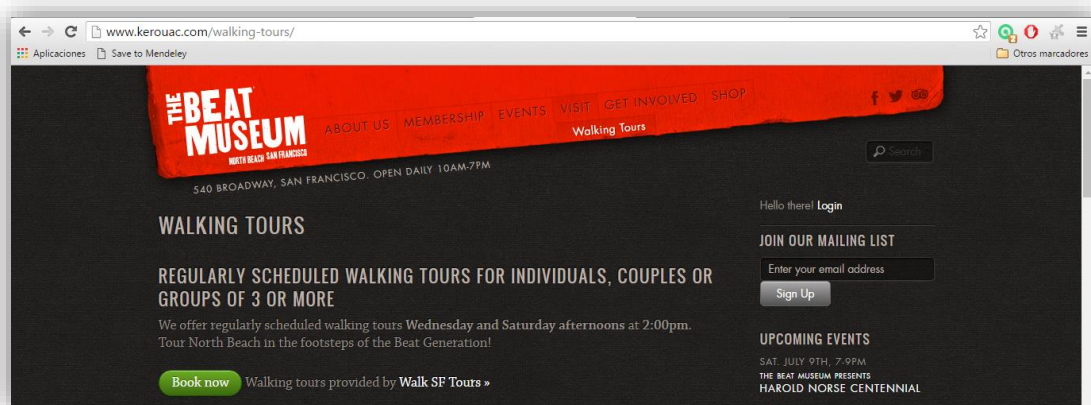 www.kerouac.com/walking-tours/
Aplicaciones Save to Mendeley Otros marcadores
THE BEAT MUSEUM
NORTH BEACH SAN FRANCISCO
ABOUT US MEMBERSHIP EVENTS VISIT GET INVOLVED SHOP
Walking Tours
Search
540 BROADWAY, SAN FRANCISCO. OPEN DAILY 10AM-7PM
WALKING TOURS
REGULARLY SCHEDULED WALKING TOURS FOR INDIVIDUALS, COUPLES OR
GROUPS OF 3 OR MORE
We offer regularly scheduled walking tours Wednesday and Saturday afternoons at 2:00pm.
Tour North Beach in the footsteps of the Beat Generation!
Book now Walking tours provided by Walk SF Tours »
Hello there! Login
JOIN OUR MAILING LIST
Enter your email address
Sign Up
UPCOMING EVENTS
SAT. JULY 9TH, 7-9PM
THE BEAT MUSEUM PRESENTS
HAROLD NORSE CENTENNIAL